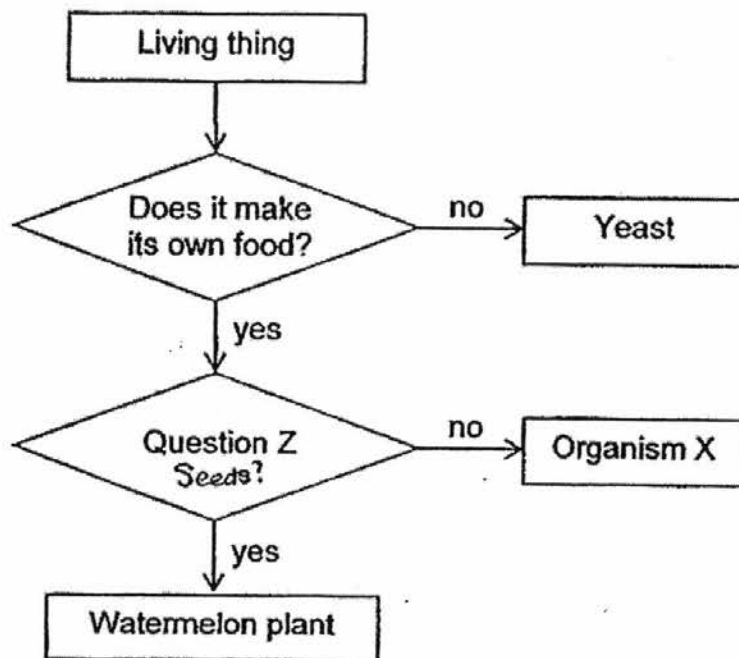 Living thing
Does it make
its own food?
no
Yeast
yes
Question Z
Seeds?
no
Organism X
yes
Watermelon plant